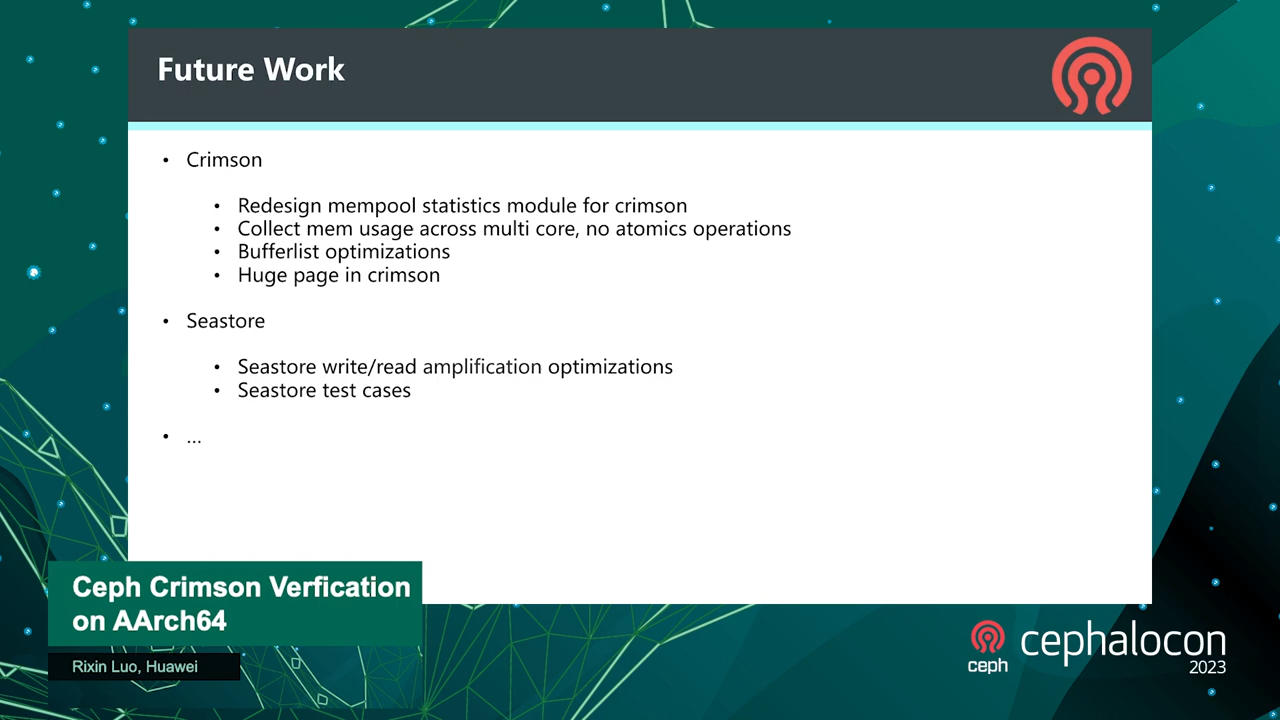 Future Work
• Crimson
• Redesign mempool statistics module for crimson
• Collect mem usage across multi core, no atomics operations
• Bufferlist optimizations
• Huge page in crimson
• Seastore
• Seastore write/read amplification optimizations
• Seastore test cases
• ...
Ceph Crimson Verfication
on AArch64
Rixin Luo, Huawei
ceph
cephalocon
2023